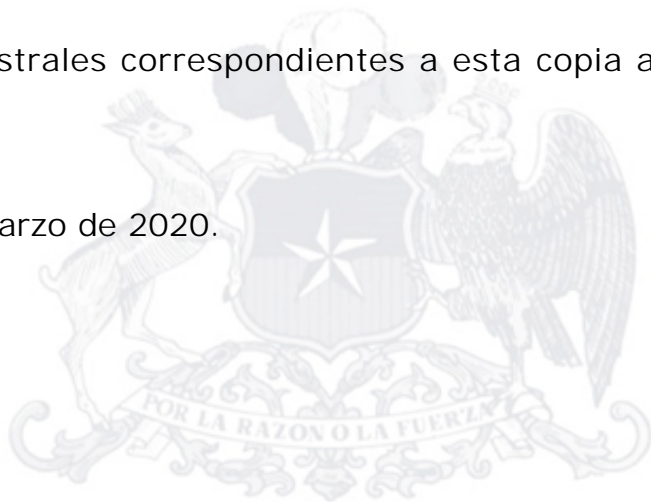 strales correspondientes a esta copia a
arzo de 2020.
POR LA RAZON O LA FUERZA